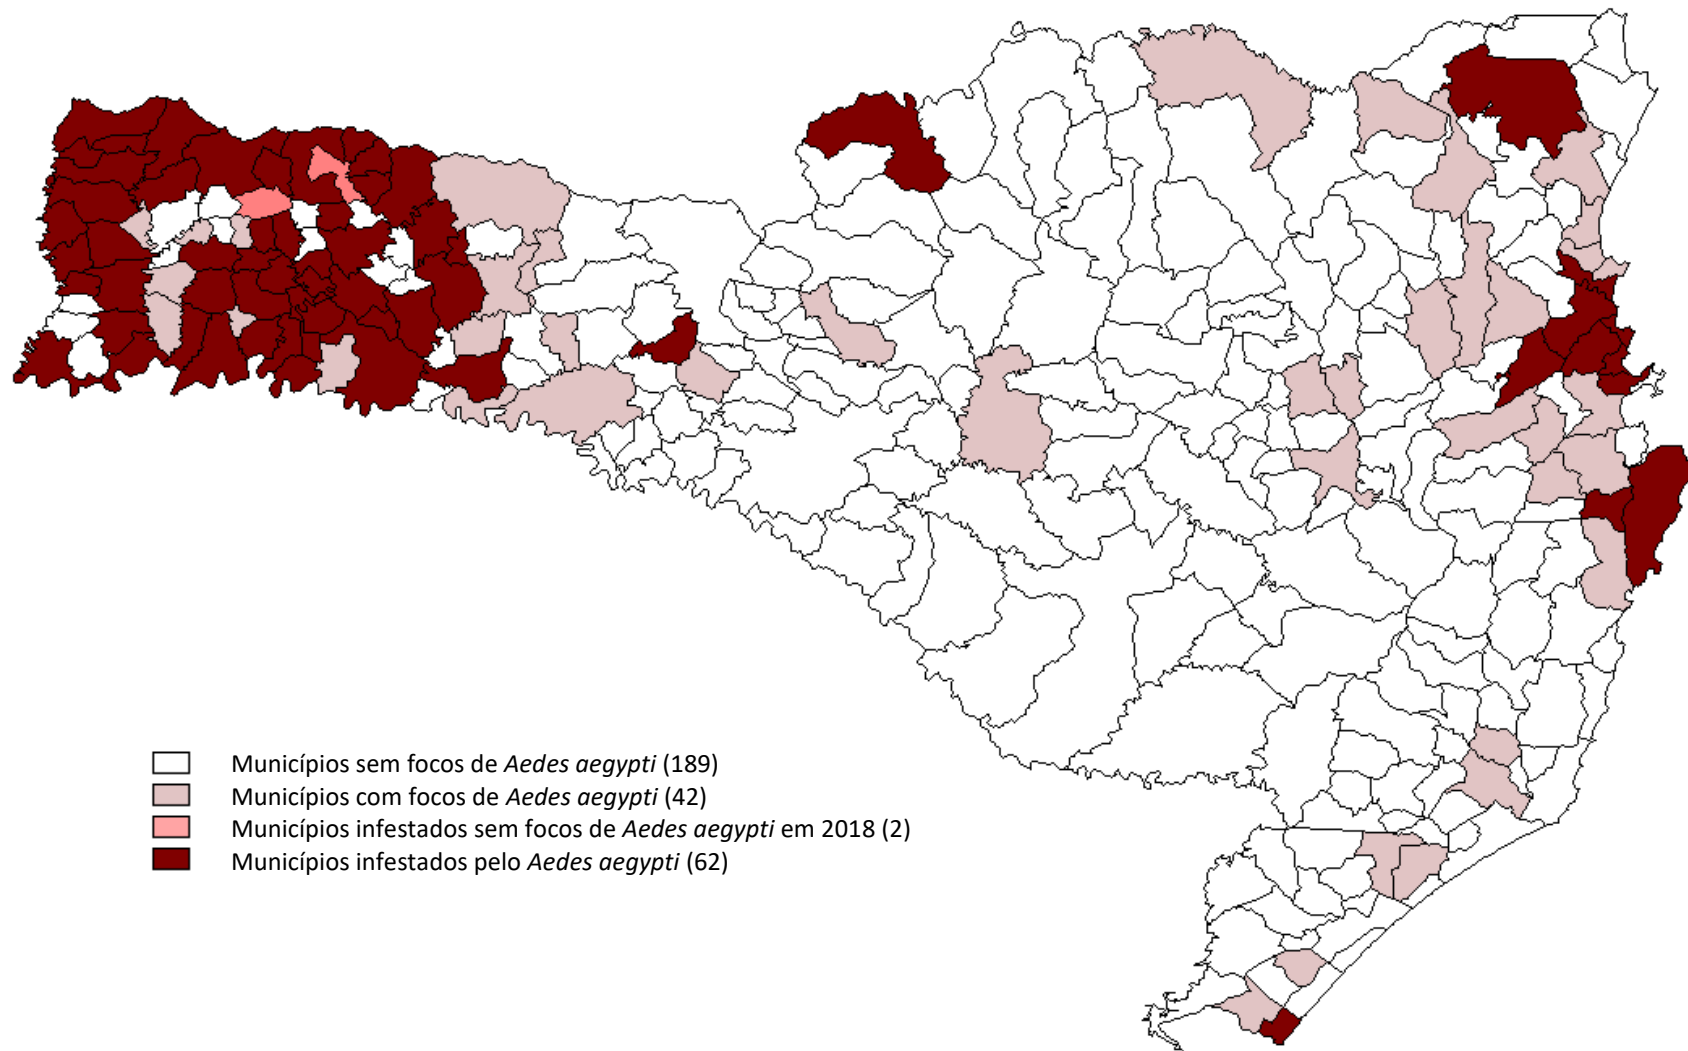 Municípios sem focos de Aedes aegypti (189)
Municípios com focos de Aedes aegypti (42)
Municípios infestados sem focos de Aedes aegypti em 2018 (2)
Municípios infestados pelo Aedes aegypti (62)